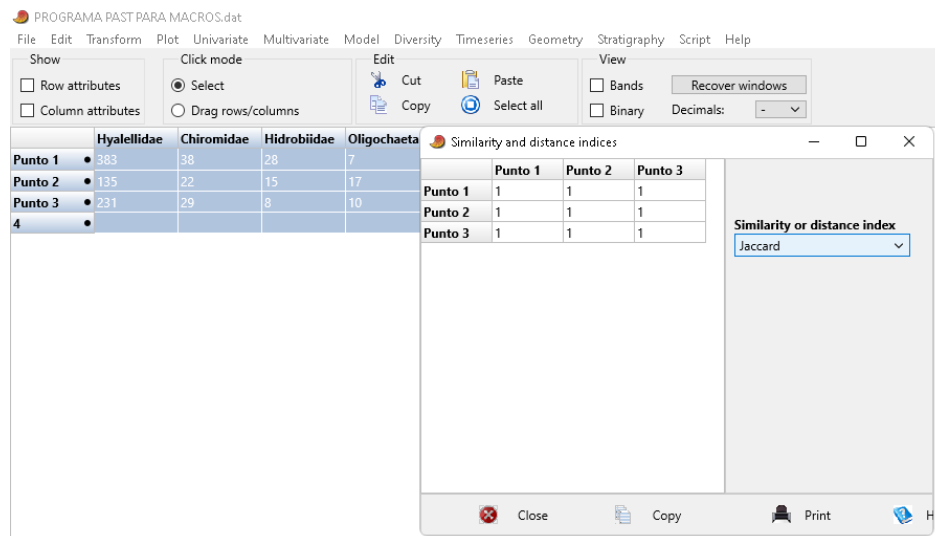 PROGRAMA PAST PARA MACROS.dat
File Edit Transform Plot Univariate Multivariate Model Diversity Timeseries Geometry Stratigraphy Script Help
Show Click mode Edit View
Row attributes Select Cut Paste Bands Recover windows
Column attributes Drag rows/columns Copy Select all Binary Decimals: -
Hyalellidae Chiromidae Hidrobiidae Oligochaeta
Punto 1 383 38 28 7
Punto 2 135 22 15 17
Punto 3 231 29 8 10
4
Similarity and distance indices
Punto 1 Punto 2 Punto 3
Punto 1 1 1 1
Punto 2 1 1 1
Punto 3 1 1 1
Similarity or distance index
Jaccard
Close Copy Print H